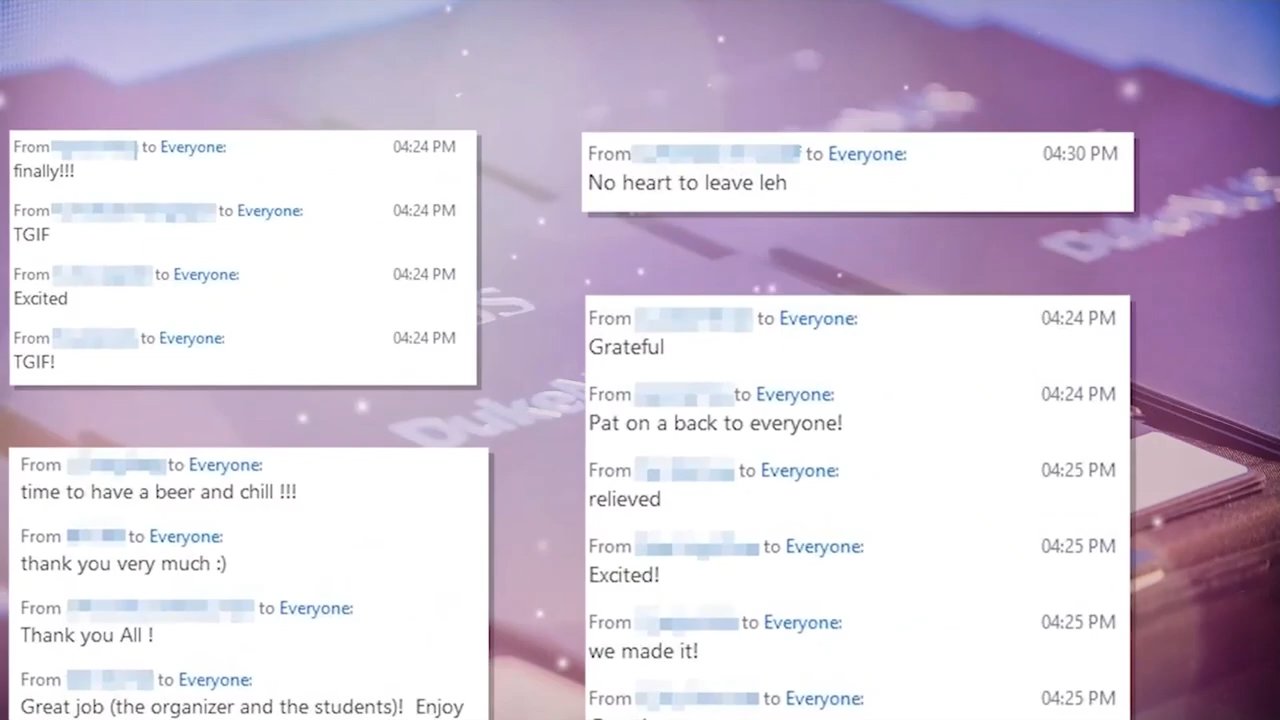 From to Everyone: 04:24 PM
finally!!!
From to Everyone: 04:24 PM
TGIF
From to Everyone: 04:24 PM
Excited
From to Everyone: 04:24 PM
TGIF!
From to Everyone:
time to have a beer and chill !!!
From to Everyone:
thank you very much :)
From to Everyone:
Thank you All !
From to Everyone:
Great job (the organizer and the students)! Enjoy
From to Everyone: 04:30 PM
No heart to leave leh
From to Everyone: 04:24 PM
Grateful
From to Everyone: 04:24 PM
Pat on a back to everyone!
From to Everyone: 04:25 PM
relieved
From to Everyone: 04:25 PM
Excited!
From to Everyone: 04:25 PM
we made it!
From to Everyone: 04:25 PM